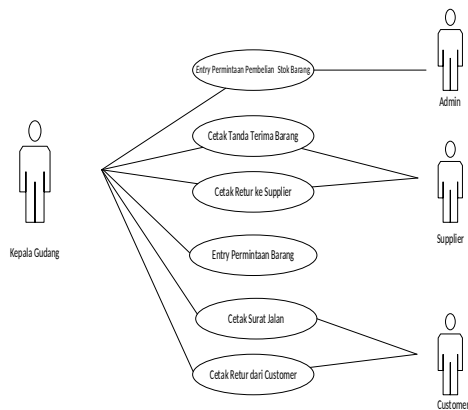 Entry Permintaan Pembelian Stok Barang
Admin
Cetak Tanda Terima Barang
Cetak Retur ke Supplier
Supplier
Kepala Gudang
Entry Permintaan Barang
Cetak Surat Jalan
Cetak Retur dari Customer
Customer